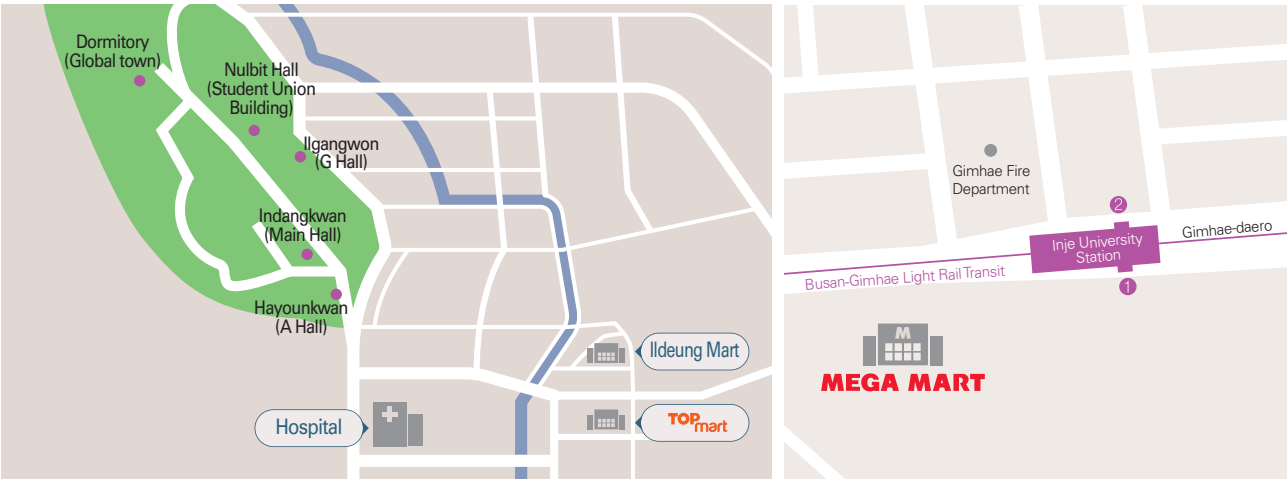 Dormitory
(Global town)
Nulbit Hall
(Student Union
Building)
Ilgangwon
(G Hall)
Indangkwan
(Main Hall)
Hayounkwan
(A Hall)
Ildeung Mart
Hospital
TOP
mart
Gimhae Fire
Department
2
Inje University
Station
Gimhae-daero
Busan-Gimhae Light Rail Transit
1
M
MEGA MART